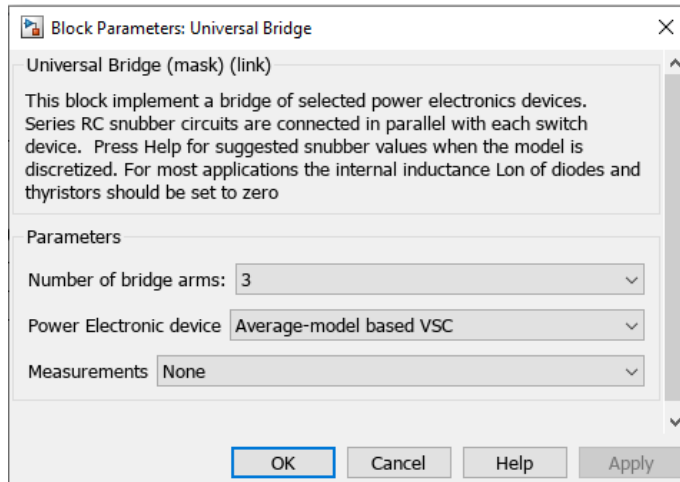 Block Parameters: Universal Bridge
Universal Bridge (mask) (link)
This block implement a bridge of selected power electronics devices.
Series RC snubber circuits are connected in parallel with each switch
device.  Press Help for suggested snubber values when the model is
discretized. For most applications the internal inductance Lon of diodes and
thyristors should be set to zero
Parameters
Number of bridge arms: 3
Power Electronic device Average-model based VSC
Measurements None
OK Cancel Help Apply